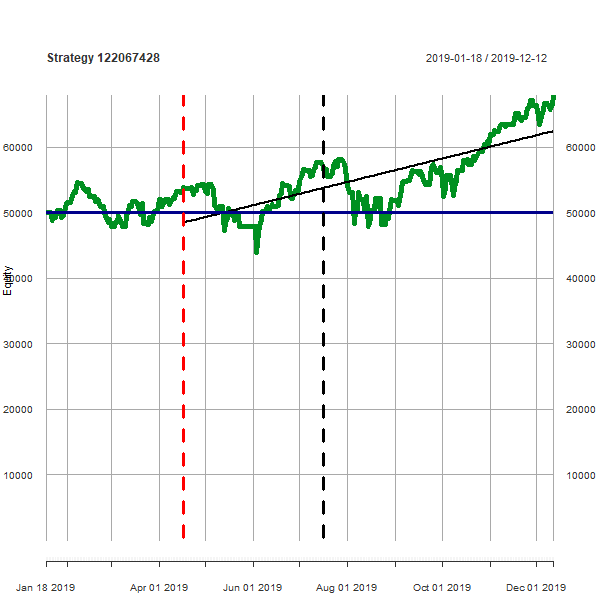 Strategy 122067428 2019-01-18 / 2019-12-12
60000 60000
50000 50000
40000 40000
Equity
30000 30000
20000 20000
10000 10000
Jan 18 2019 Apr 01 2019 Jun 01 2019 Aug 01 2019 Oct 01 2019 Dec 01 2019